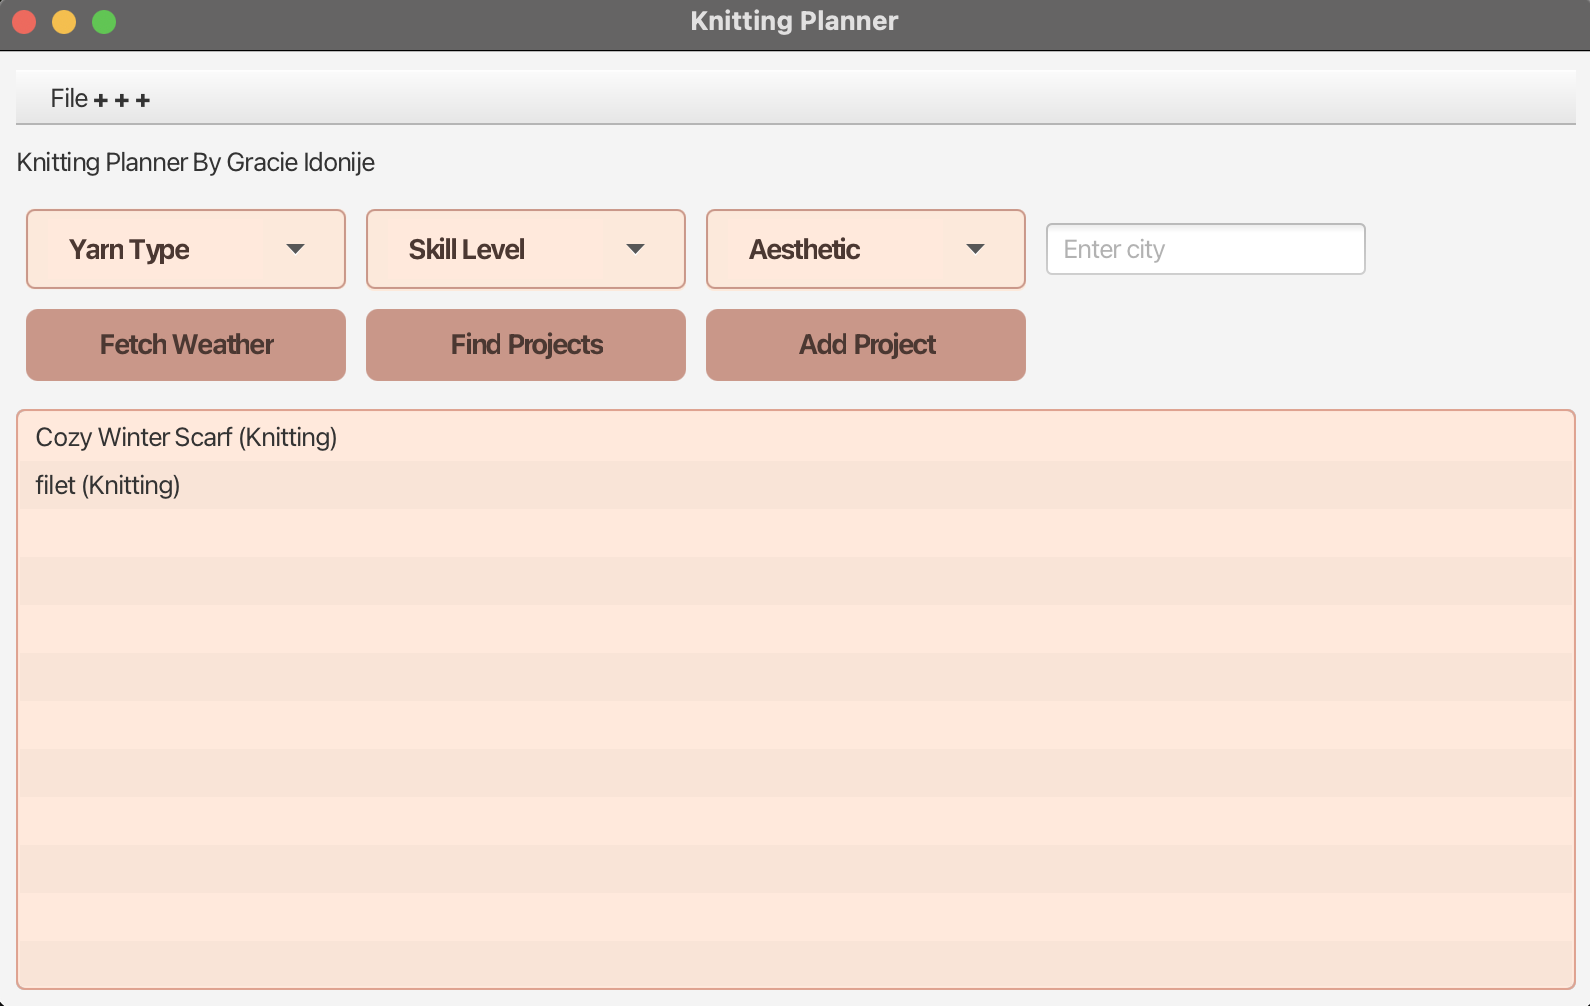 Knitting Planner
File + + +
Knitting Planner By Gracie Idonije
Yarn Type Skill Level Aesthetic Enter city
Fetch Weather Find Projects Add Project
Cozy Winter Scarf (Knitting)
filet (Knitting)